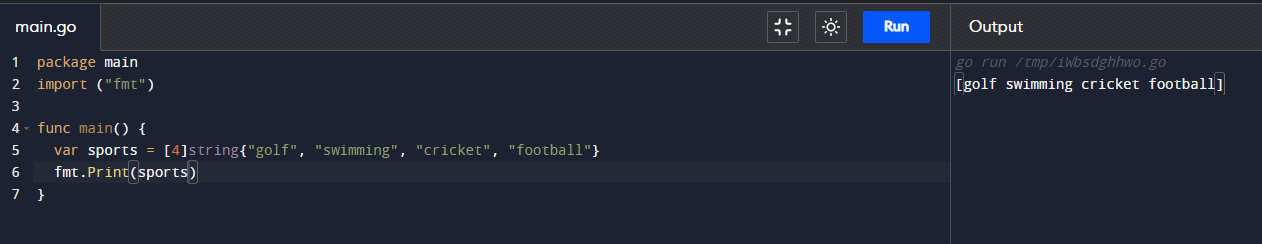 main.go
Run
Output
1 package main
2 import ("fmt")
3
4 func main() {
5 var sports = [4]string{"golf", "swimming", "cricket", "football"}
6 fmt.Print(sports)
7 }
go run /tmp/iWbsdghhwo.go
[golf swimming cricket football]